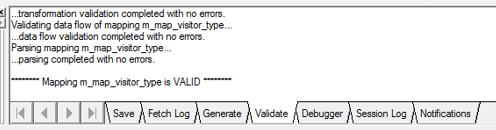 ...transformation validation completed with no errors.
Validating data flow of mapping m_map_visitor_type...
...data flow validation completed with no errors.
Parsing mapping m_map_visitor_type...
...parsing completed with no errors.
******** Mapping m_map_visitor_type is VALID ********
Save Fetch Log Generate Validate Debugger Session Log Notifications